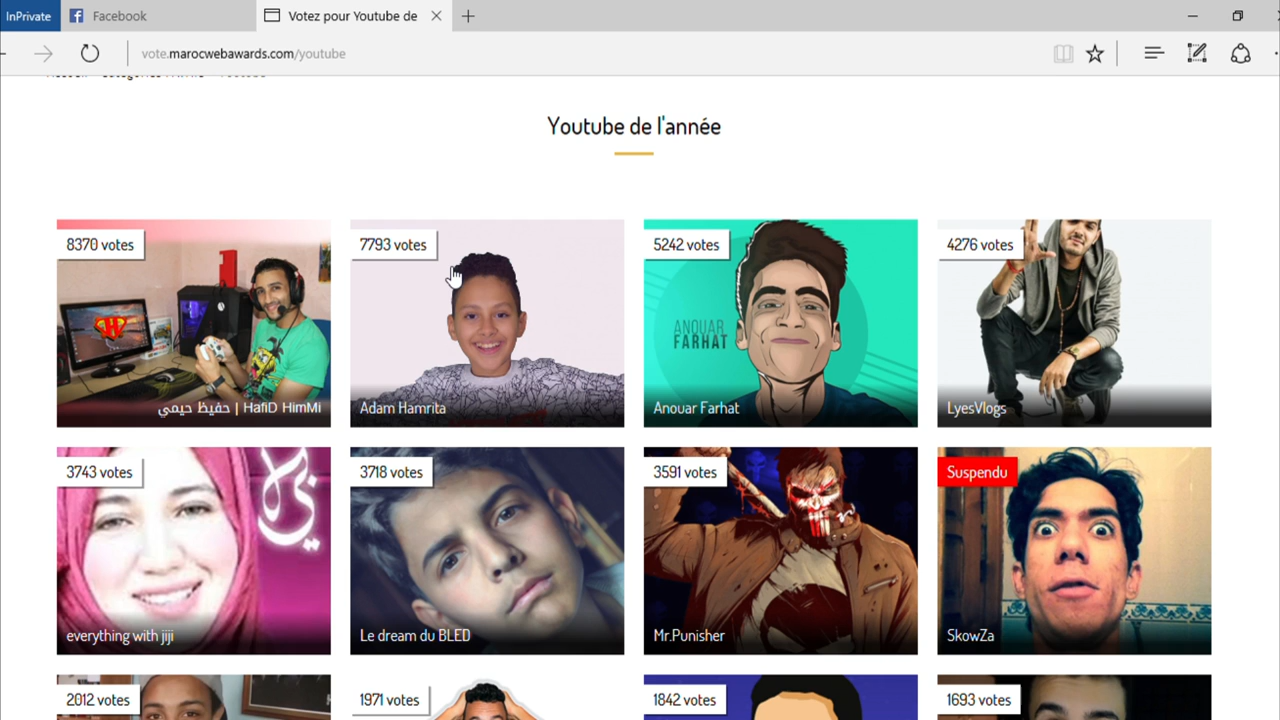 InPrivate
Facebook
Votez pour Youtube de
vote.marocwebawards.com/youtube
Youtube de l'année
8370 votes
7793 votes
5242 votes
4276 votes
ANOUAR
FARHAT
HafiD HimMi | حفيظ حيمي
Adam Hamrita
Anouar Farhat
LyesVlogs
3743 votes
3718 votes
3591 votes
Suspendu
everything with jiji
Le dream du BLED
Mr.Punisher
SkowZa
2012 votes
1971 votes
1842 votes
1693 votes